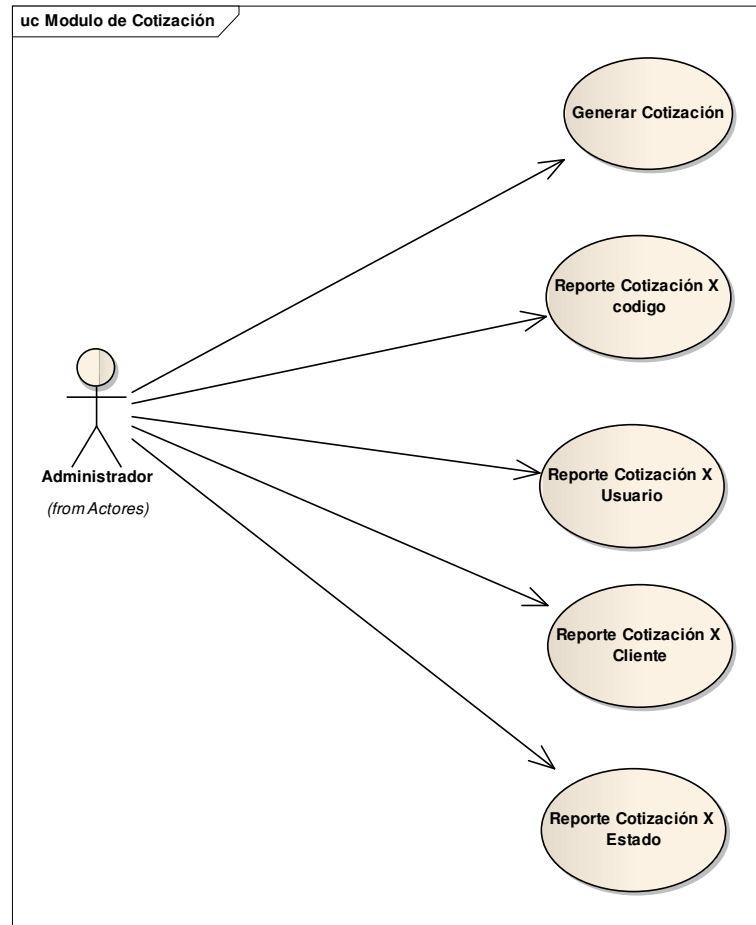 uc Modulo de Cotización
Generar Cotización
Reporte Cotización X
codigo
Administrador
(from Actores)
Reporte Cotización X
Usuario
Reporte Cotización X
Cliente
Reporte Cotización X
Estado